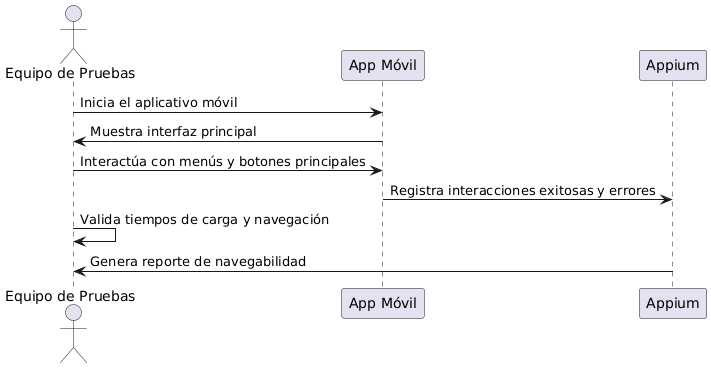 Equipo de Pruebas
App Móvil
Appium
Inicia el aplicativo móvil
Muestra interfaz principal
Interactúa con menús y botones principales
Registra interacciones exitosas y errores
Valida tiempos de carga y navegación
Genera reporte de navegabilidad
Equipo de Pruebas
App Móvil
Appium